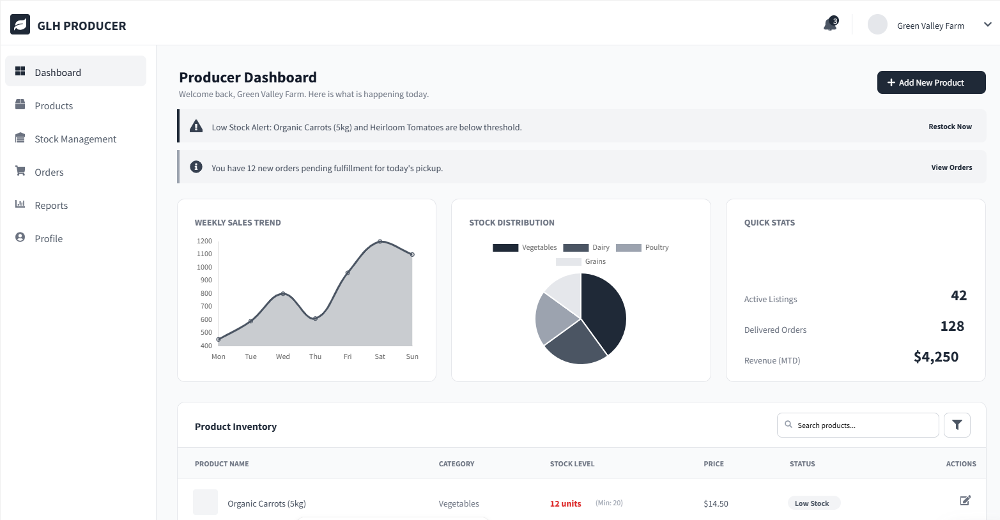 GLH PRODUCER
3
Green Valley Farm
Dashboard
Products
Stock Management
Orders
Reports
Profile
Producer Dashboard
Welcome back, Green Valley Farm. Here is what is happening today.
Add New Product
Low Stock Alert: Organic Carrots (5kg) and Heirloom Tomatoes are below threshold.
Restock Now
You have 12 new orders pending fulfillment for today's pickup.
View Orders
WEEKLY SALES TREND
1200
1100
1000
900
800
700
600
500
400
Mon Tue Wed Thu Fri Sat Sun
STOCK DISTRIBUTION
Vegetables Dairy Poultry
Grains
QUICK STATS
Active Listings 42
Delivered Orders 128
Revenue (MTD) $4,250
Product Inventory
Search products...
PRODUCT NAME CATEGORY STOCK LEVEL PRICE STATUS ACTIONS
Organic Carrots (5kg) Vegetables 12 units (Min: 20) $14.50 Low Stock